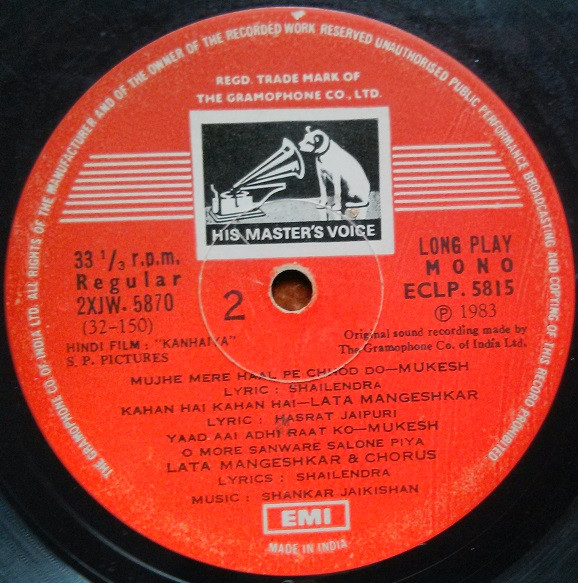 THE GRAMOPHONE CO OF INDIA LTD. ALL RIGHTS OF THE MANUFACTURER AND OF THE OWNER OF THE RECORDED WORK RESERVED UNAUTHORISED PUBLIC PERFORMANCE BROADCASTING AND COPYING OF THIS RECORD PROHIBITED
REGD. TRADE MARK OF
THE GRAMOPHONE CO., LTD.
HIS MASTER'S VOICE
33 1/3 r.p.m.
Regular
2XJW. 5870
(32-150)
2
LONG PLAY
MONO
ECLP. 5815
℗ 1983
HINDI FILM : "KANHAIYA"
S. P. PICTURES
Original sound recording made by
The Gramophone Co. of India Ltd.
MUJHE MERE HAAL PE CHHOD DO—MUKESH
LYRIC : SHAILENDRA
KAHAN HAI KAHAN HAI—LATA MANGESHKAR
LYRIC : HASRAT JAIPURI
YAAD AAI ADHI RAAT KO—MUKESH
O MORE SANWARE SALONE PIYA
LATA MANGESHKAR & CHORUS
LYRICS : SHAILENDRA
MUSIC : SHANKAR JAIKISHAN
EMI
MADE IN INDIA